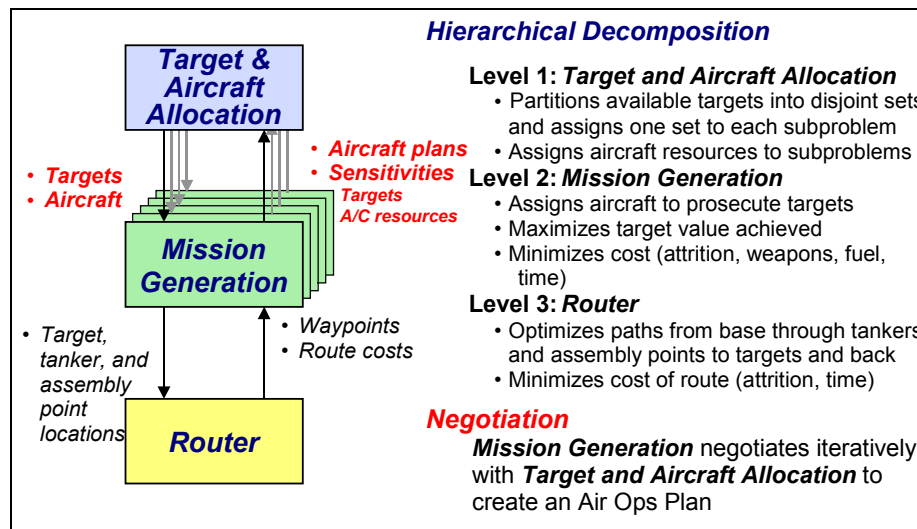 Target &
Aircraft
Allocation
• Targets
• Aircraft
• Aircraft plans
• Sensitivities
Targets
A/C resources
Mission
Generation
• Target,
tanker, and
assembly
point
locations
• Waypoints
• Route costs
Router
Hierarchical Decomposition
Level 1: Target and Aircraft Allocation
• Partitions available targets into disjoint sets
and assigns one set to each subproblem
• Assigns aircraft resources to subproblems
Level 2: Mission Generation
• Assigns aircraft to prosecute targets
• Maximizes target value achieved
• Minimizes cost (attrition, weapons, fuel,
time)
Level 3: Router
• Optimizes paths from base through tankers
and assembly points to targets and back
• Minimizes cost of route (attrition, time)
Negotiation
Mission Generation negotiates iteratively
with Target and Aircraft Allocation to
create an Air Ops Plan